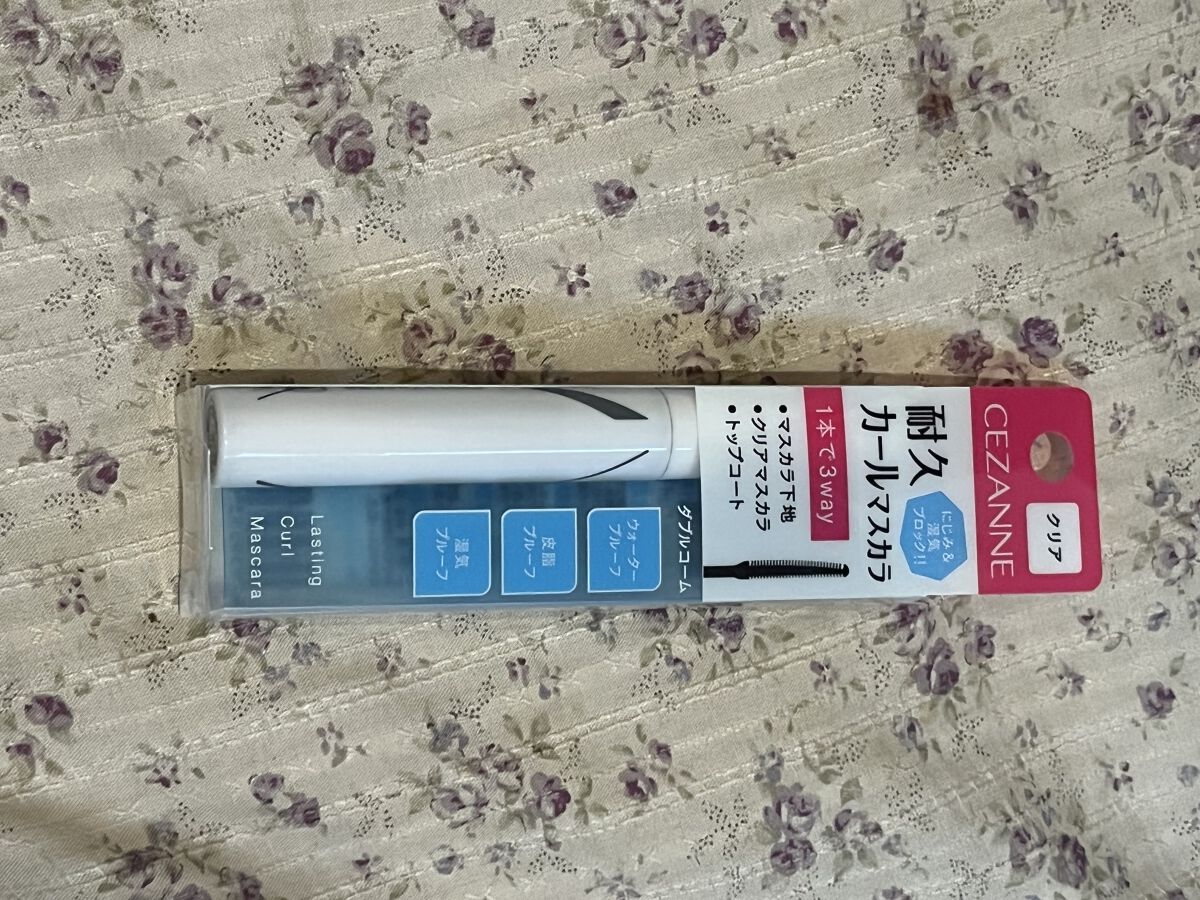 クリア
CEZANNE
にじみ&
湿気
ブロック!!
耐久
カールマスカラ
1本で3way
•マスカラ下地
•クリアマスカラ
•トップコート
ダブルコーム
ウォーター
プルーフ
皮脂
プルーフ
湿気
プルーフ
Lasting
Curl
Mascara